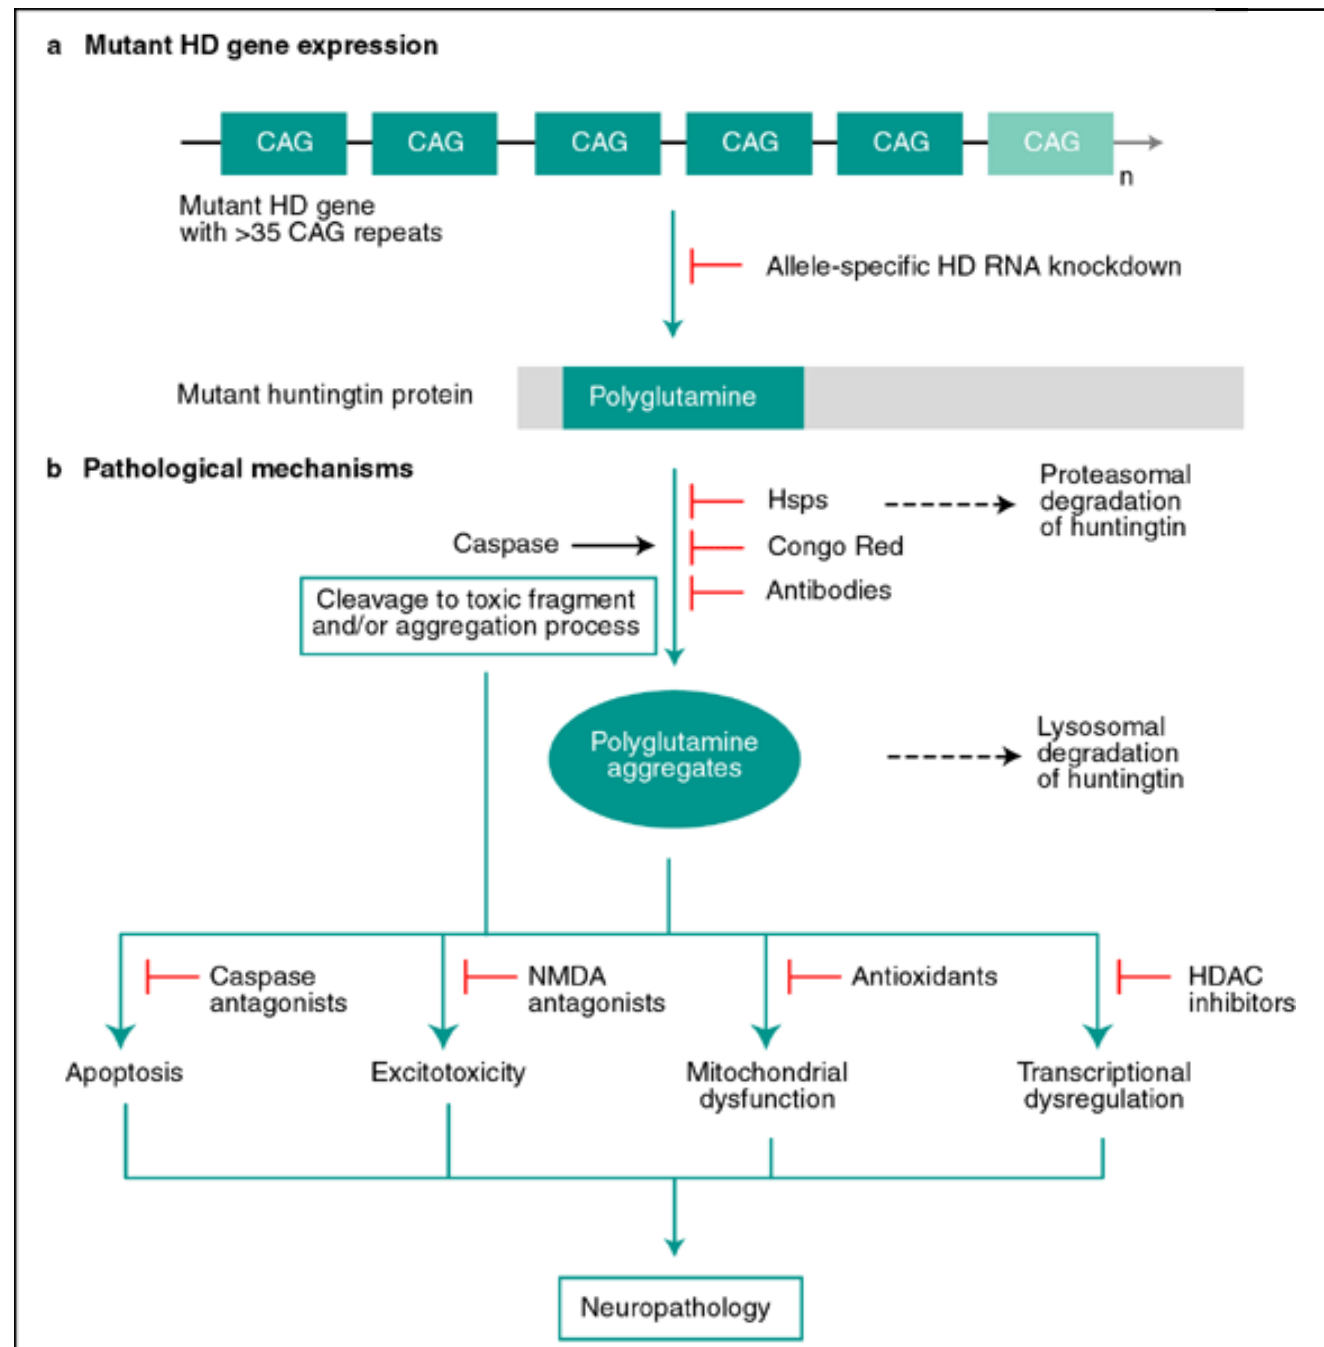 a Mutant HD gene expression
CAG CAG CAG CAG CAG CAG
n
Mutant HD gene
with >35 CAG repeats
Allele-specific HD RNA knockdown
Mutant huntingtin protein
Polyglutamine
b Pathological mechanisms
Hsps
Proteasomal
degradation
of huntingtin
Caspase
Congo Red
Antibodies
Cleavage to toxic fragment
and/or aggregation process
Polyglutamine
aggregates
Lysosomal
degradation
of huntingtin
Caspase
antagonists
NMDA
antagonists
Antioxidants
HDAC
inhibitors
Apoptosis
Excitotoxicity
Mitochondrial
dysfunction
Transcriptional
dysregulation
Neuropathology